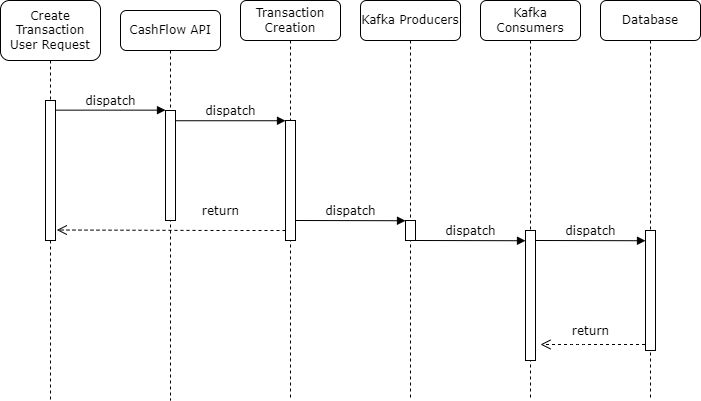 Create
Transaction
User Request
CashFlow API
Transaction
Creation
Kafka Producers
Kafka
Consumers
Database
dispatch
dispatch
return
dispatch
dispatch
dispatch
return